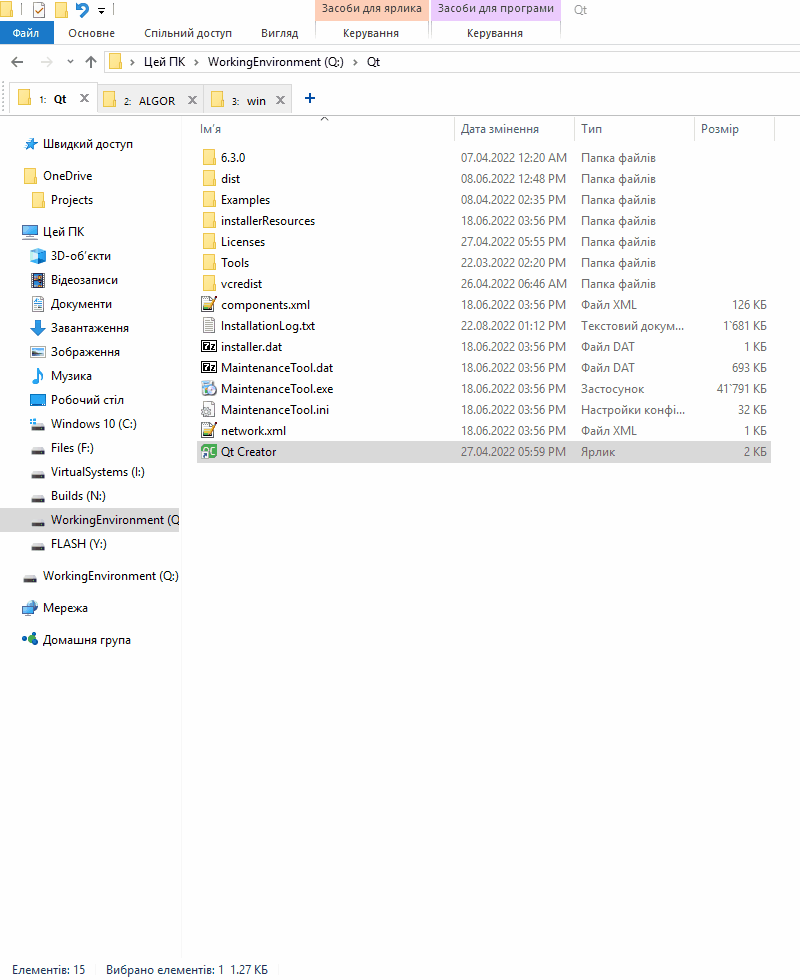 Засоби для ярлика Засоби для програми Qt
Файл Основне Спільний доступ Вигляд Керування Керування
Цей ПК WorkingEnvironment (Q:) Qt
1: Qt 2: ALGOR 3: win
Швидкий доступ
OneDrive
Projects
Цей ПК
3D-об'єкти
Відеозаписи
Документи
Завантаження
Зображення
Музика
Робочий стіл
Windows 10 (C:)
Files (F:)
VirtualSystems (I:)
Builds (N:)
WorkingEnvironment (Q
FLASH (Y:)
WorkingEnvironment (Q:)
Мережа
Домашня група
Ім'я Дата змінення Тип Розмір
6.3.0 07.04.2022 12:20 AM Папка файлів
dist 08.06.2022 12:48 PM Папка файлів
Examples 08.04.2022 02:35 PM Папка файлів
installerResources 18.06.2022 03:56 PM Папка файлів
Licenses 27.04.2022 05:55 PM Папка файлів
Tools 22.03.2022 02:20 PM Папка файлів
vcredist 26.04.2022 06:46 AM Папка файлів
components.xml 18.06.2022 03:56 PM Файл XML 126 КБ
InstallationLog.txt 22.08.2022 01:12 PM Текстовий докум... 1'681 КБ
installer.dat 18.06.2022 03:56 PM Файл DAT 1 КБ
MaintenanceTool.dat 18.06.2022 03:56 PM Файл DAT 693 КБ
MaintenanceTool.exe 18.06.2022 03:56 PM Застосунок 41'791 КБ
MaintenanceTool.ini 18.06.2022 03:56 PM Настройки конфі... 32 КБ
network.xml 18.06.2022 03:56 PM Файл XML 1 КБ
Qt Creator 27.04.2022 05:59 PM Ярлик 2 КБ
Елементів: 15 Вибрано елементів: 1 1.27 КБ